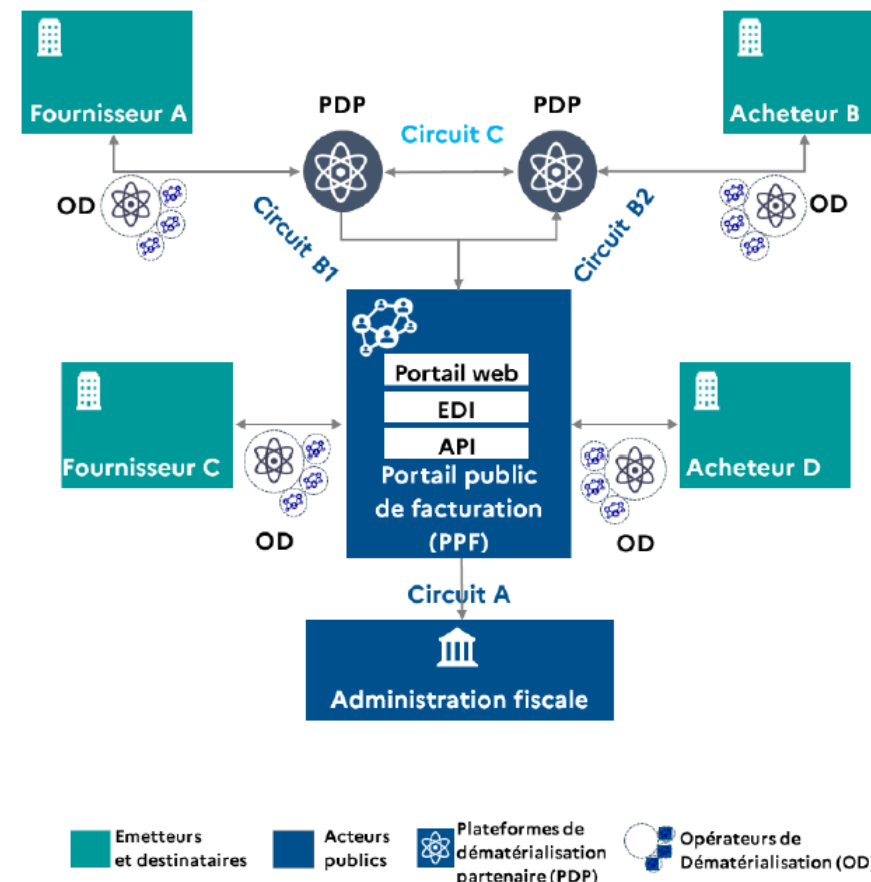 Fournisseur A
PDP
PDP
Acheteur B
Circuit C
OD
OD
Circuit B1
Circuit B2
Portail web
EDI
API
Portail public
de facturation
(PPF)
Fournisseur C
Acheteur D
OD
OD
Circuit A
Administration fiscale
Emetteurs
et destinataires
Acteurs
publics
Plateformes de
dématérialisation
partenaire (PDP)
Opérateurs de
Dématérialisation (OD)